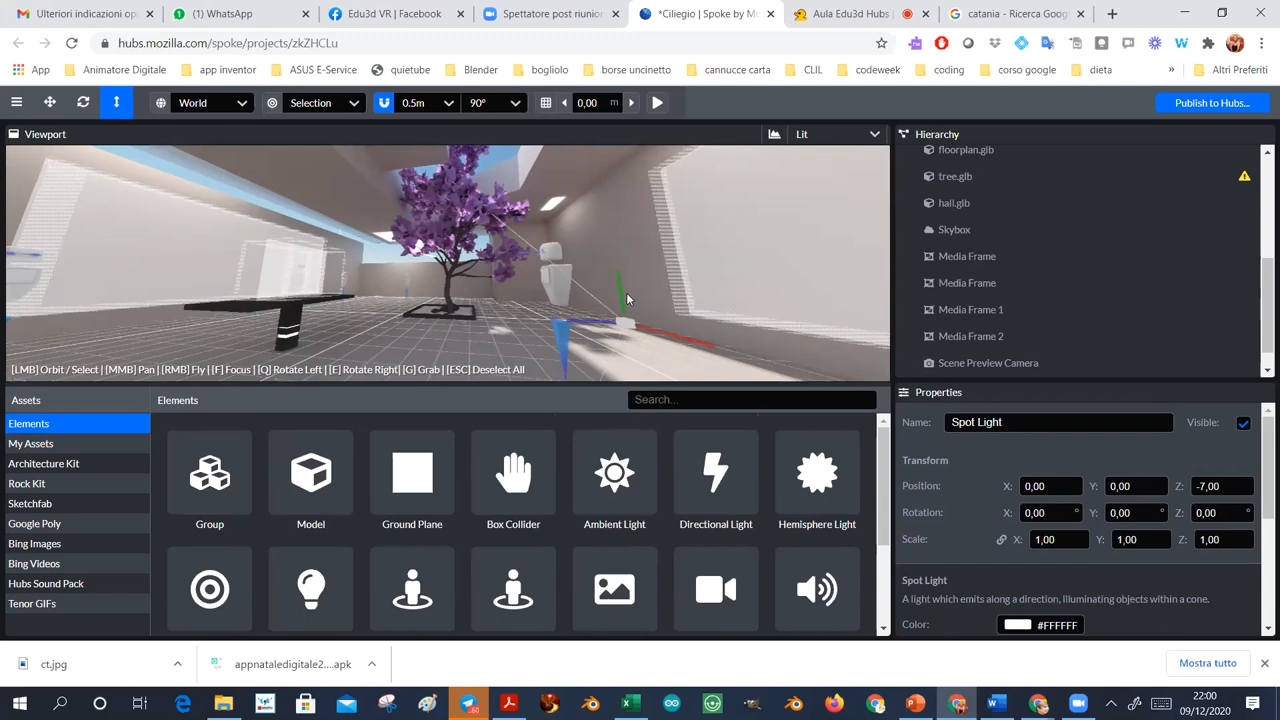 Ulteriori indicazioni op
(1) WhatsApp
Edu3d VR | Facebook
Spettatore post riunion
*Ciliegio | Spoke by Mo
Aula Edu3d Hubs |
catania - Ricerca Goog
hubs.mozilla.com/spoke/projects/zkZHCLu
App
Animatore Digitale
app inventor
ASUS E-Service
quietube
Blender
bogliolo
borse uncinetto
cannucce carta
CLIL
codeweek
coding
corso google
dieta
»
Altri Preferiti
World
Selection
0.5m
90°
0,00 m
Publish to Hubs...
Viewport
Lit
Hierarchy
floorplan.glb
tree.glb
hall.glb
Skybox
Media Frame
Media Frame
Media Frame 1
Media Frame 2
Scene Preview Camera
[LMB] Orbit / Select | [MMB] Pan | [RMB] Fly | [F] Focus | [Q] Rotate Left | [E] Rotate Right | [G] Grab | [ESC] Deselect All
Assets
Elements
My Assets
Architecture Kit
Rock Kit
Sketchfab
Google Poly
Bing Images
Bing Videos
Hubs Sound Pack
Tenor GIFs
Elements
Search...
Group
Model
Ground Plane
Box Collider
Ambient Light
Directional Light
Hemisphere Light
Properties
Name: Spot Light Visible:
Transform
Position: X: 0,00 Y: 0,00 Z: -7,00
Rotation: X: 0,00 ° Y: 0,00 ° Z: 0,00 °
Scale: X: 1,00 Y: 1,00 Z: 1,00
Spot Light
A light which emits along a direction, illuminating objects within a cone.
Color: #FFFFFF
ct.jpg
appnataledigitale2....apk
Mostra tutto
22:00
09/12/2020